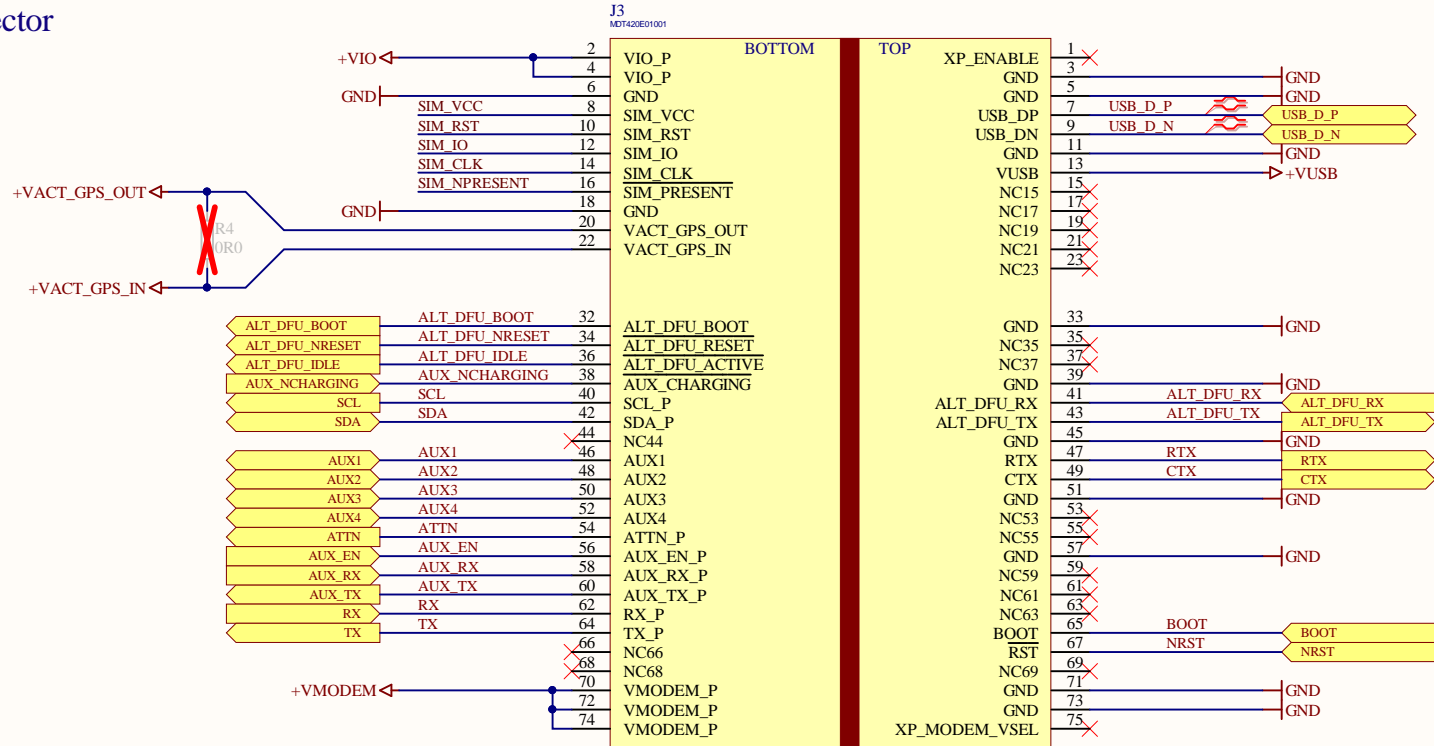 ector
J3
MDT420E01001
BOTTOM TOP
+VIO 2 VIO_P XP_ENABLE 1
4 VIO_P GND 3 GND
GND 6 GND GND 5 GND
SIM_VCC 8 SIM_VCC USB_DP 7 USB_D_P USB_D_P
SIM_RST 10 SIM_RST USB_DN 9 USB_D_N USB_D_N
SIM_IO 12 SIM_IO GND 11 GND
SIM_CLK 14 SIM_CLK VUSB 13 +VUSB
+VACT_GPS_OUT SIM_NPRESENT 16 SIM_PRESENT NC15 15
GND 18 GND NC17 17
R4 20 VACT_GPS_OUT NC19 19
0R0 22 VACT_GPS_IN NC21 21
NC23 23
+VACT_GPS_IN
ALT_DFU_BOOT ALT_DFU_BOOT 32 ALT_DFU_BOOT GND 33 GND
ALT_DFU_NRESET ALT_DFU_NRESET 34 ALT_DFU_RESET NC35 35
ALT_DFU_IDLE ALT_DFU_IDLE 36 ALT_DFU_ACTIVE NC37 37
AUX_NCHARGING AUX_NCHARGING 38 AUX_CHARGING GND 39 GND
SCL SCL 40 SCL_P ALT_DFU_RX 41 ALT_DFU_RX ALT_DFU_RX
SDA SDA 42 SDA_P ALT_DFU_TX 43 ALT_DFU_TX ALT_DFU_TX
44 NC44 GND 45 GND
AUX1 AUX1 46 AUX1 RTX 47 RTX RTX
AUX2 AUX2 48 AUX2 CTX 49 CTX CTX
AUX3 AUX3 50 AUX3 GND 51 GND
AUX4 AUX4 52 AUX4 NC53 53
ATTN ATTN 54 ATTN_P NC55 55
AUX_EN AUX_EN 56 AUX_EN_P GND 57 GND
AUX_RX AUX_RX 58 AUX_RX_P NC59 59
AUX_TX AUX_TX 60 AUX_TX_P NC61 61
RX RX 62 RX_P NC63 63
TX TX 64 TX_P BOOT 65 BOOT BOOT
66 NC66 RST 67 NRST NRST
68 NC68 NC69 69
+VMODEM 70 VMODEM_P GND 71 GND
72 VMODEM_P GND 73 GND
74 VMODEM_P XP_MODEM_VSEL 75